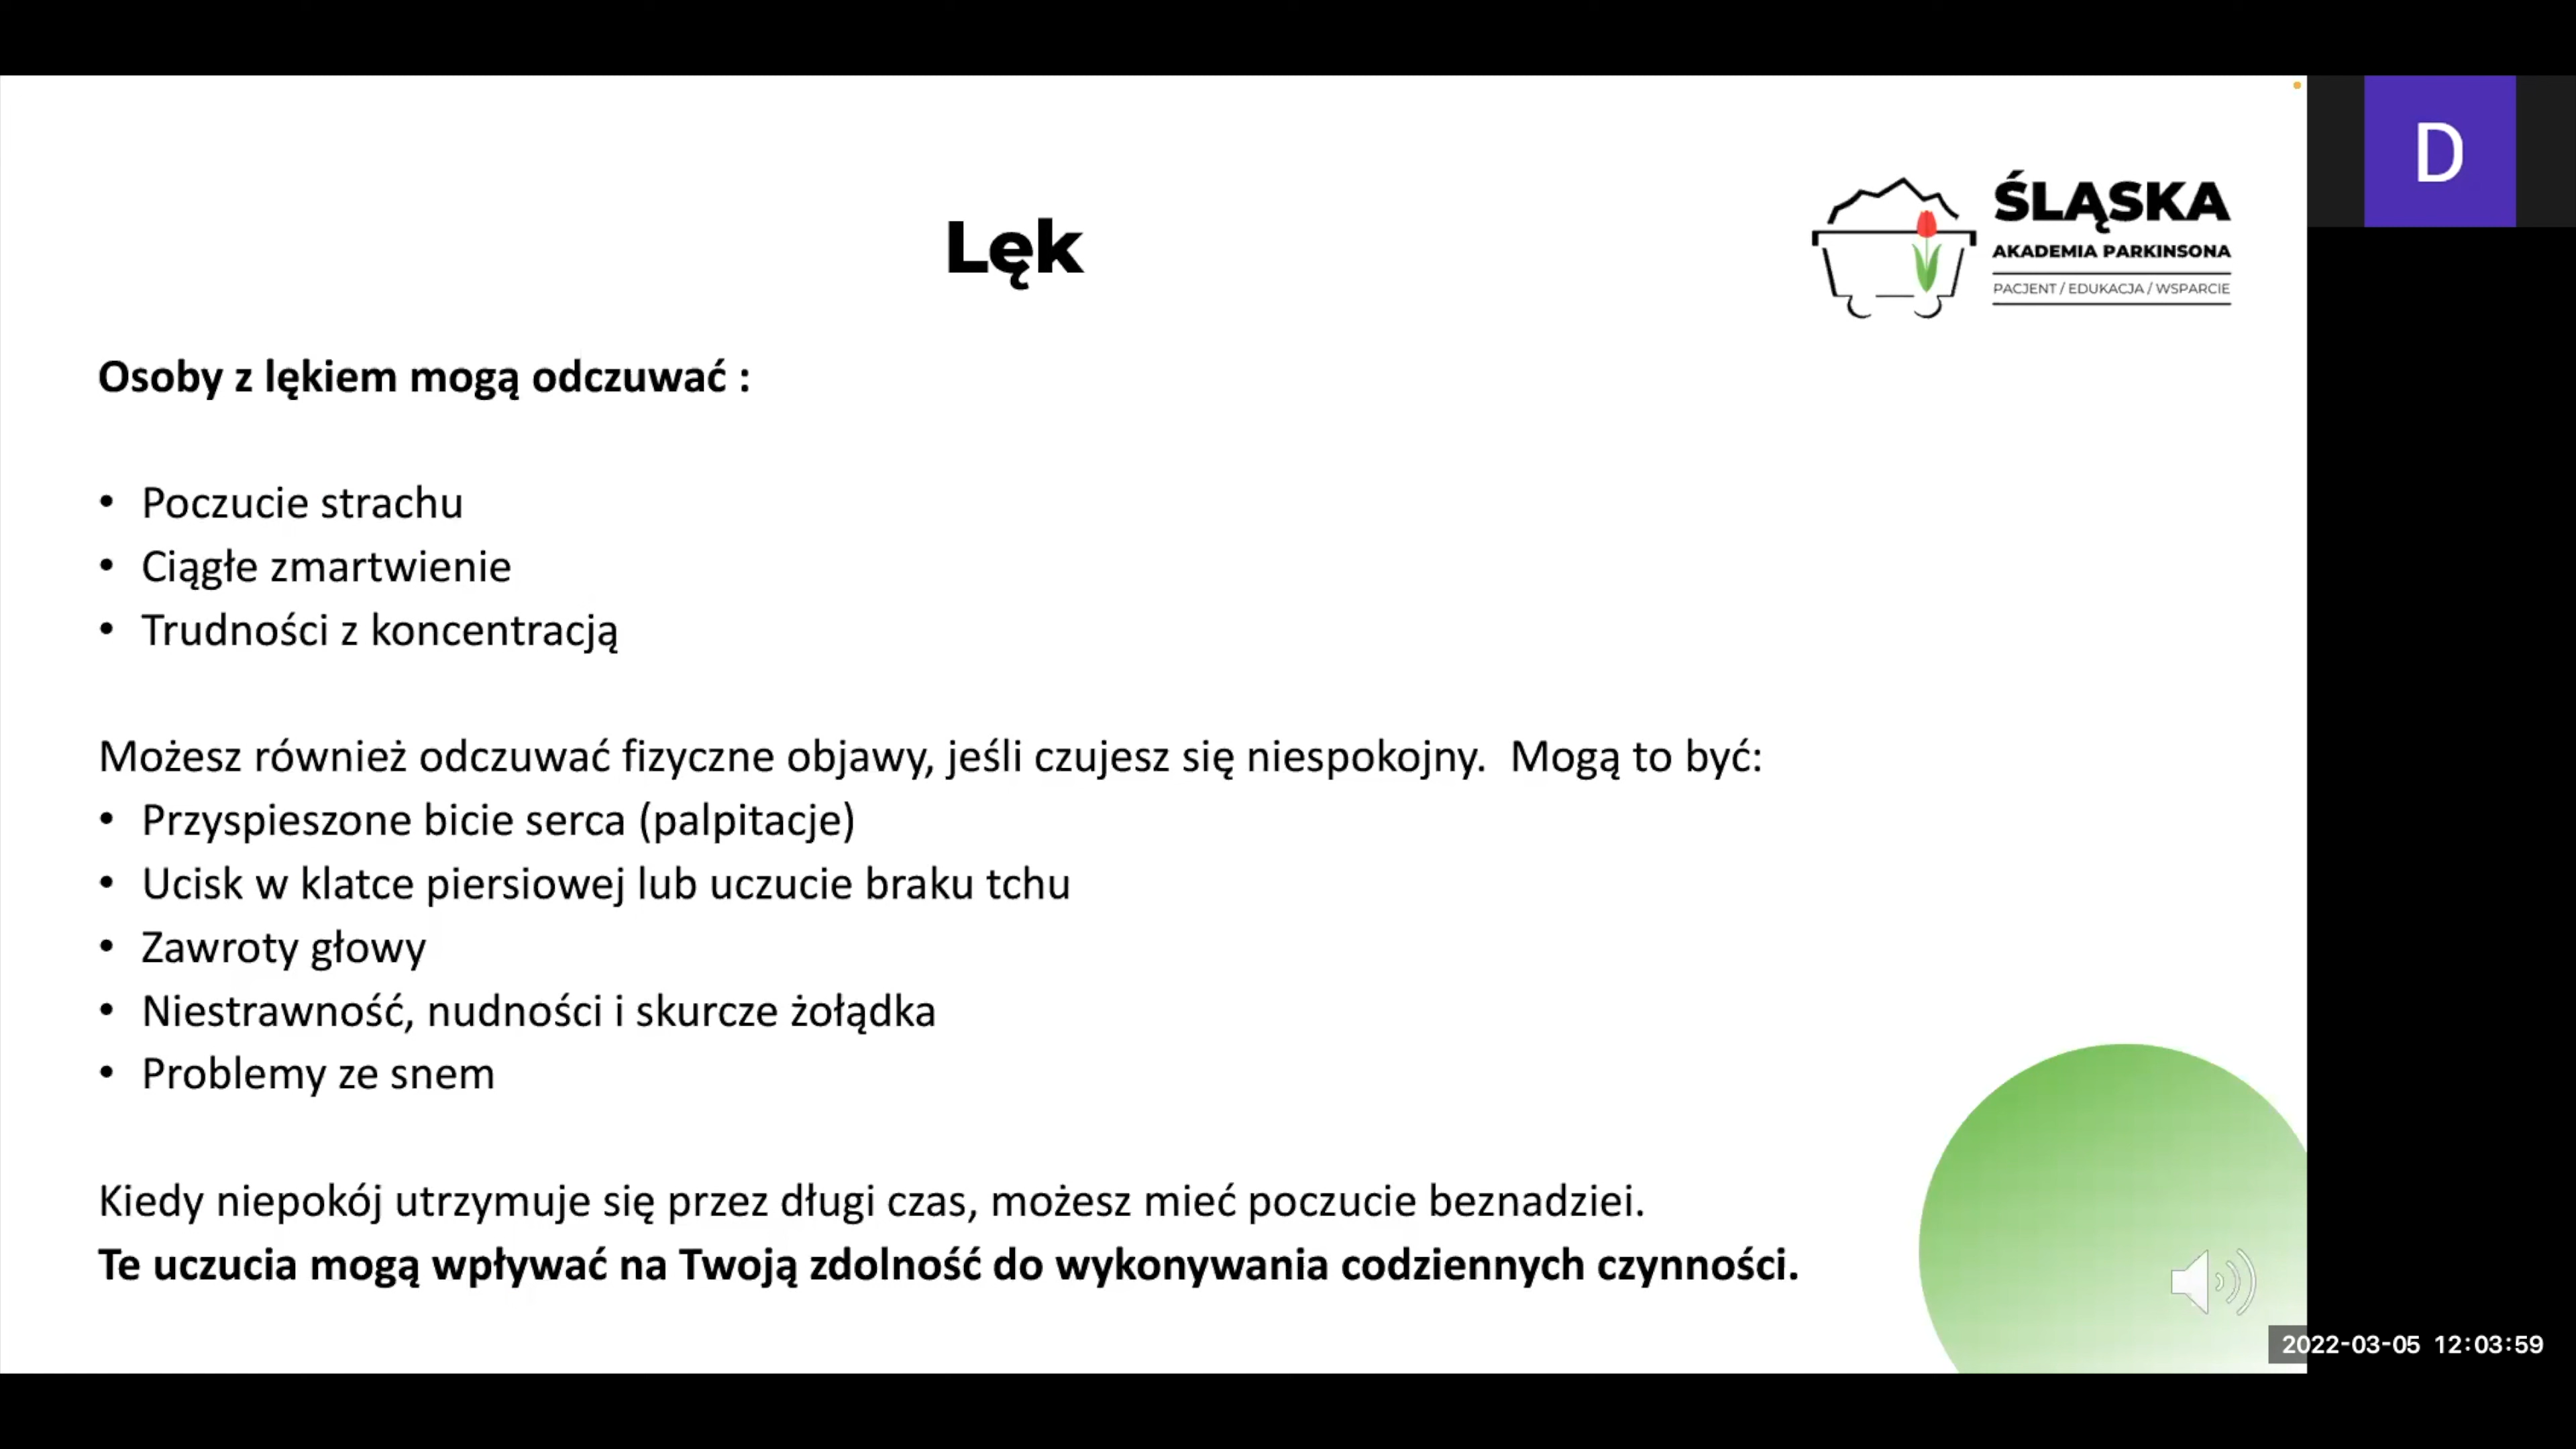 D
Lęk
ŚLĄSKA
AKADEMIA PARKINSONA
PACJENT / EDUKACJA / WSPARCIE
Osoby z lękiem mogą odczuwać :
• Poczucie strachu
• Ciągłe zmartwienie
• Trudności z koncentracją
Możesz również odczuwać fizyczne objawy, jeśli czujesz się niespokojny.  Mogą to być:
• Przyspieszone bicie serca (palpitacje)
• Ucisk w klatce piersiowej lub uczucie braku tchu
• Zawroty głowy
• Niestrawność, nudności i skurcze żołądka
• Problemy ze snem
Kiedy niepokój utrzymuje się przez długi czas, możesz mieć poczucie beznadziei.
Te uczucia mogą wpływać na Twoją zdolność do wykonywania codziennych czynności.
2022-03-05 12:03:59